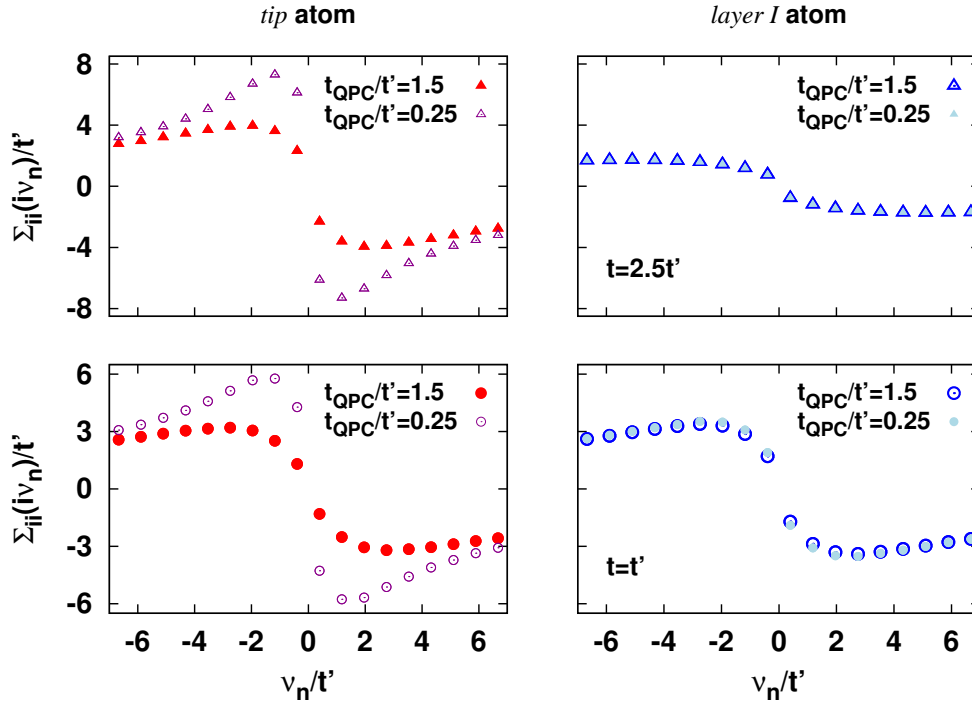 tip atom
layer I atom
Σii(iνn)/t'
8
4
0
-4
-8
tQPC/t'=1.5
tQPC/t'=0.25
tQPC/t'=1.5
tQPC/t'=0.25
t=2.5t'
Σii(iνn)/t'
6
3
0
-3
-6
tQPC/t'=1.5
tQPC/t'=0.25
tQPC/t'=1.5
tQPC/t'=0.25
t=t'
-6 -4 -2 0 2 4 6
-6 -4 -2 0 2 4 6
νn/t'
νn/t'